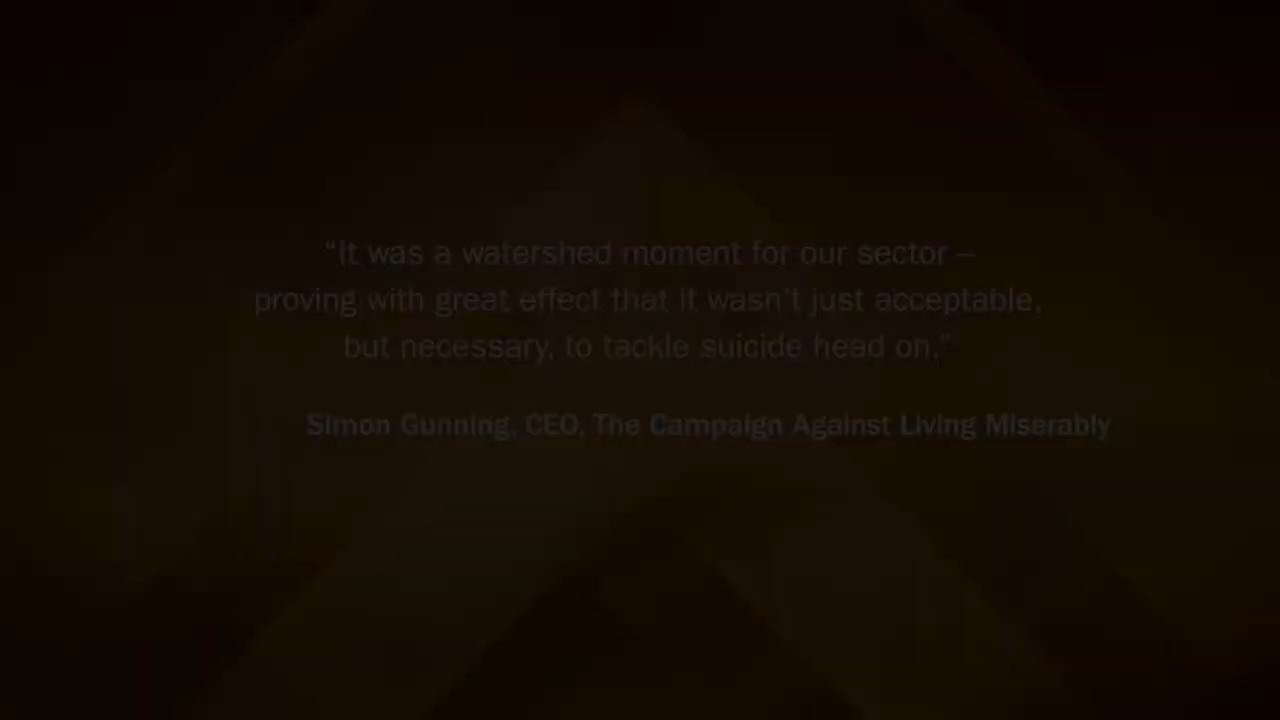 “It was a watershed moment for our sector –
proving with great effect that it wasn’t just acceptable,
but necessary, to tackle suicide head on.”
Simon Gunning, CEO, The Campaign Against Living Miserably